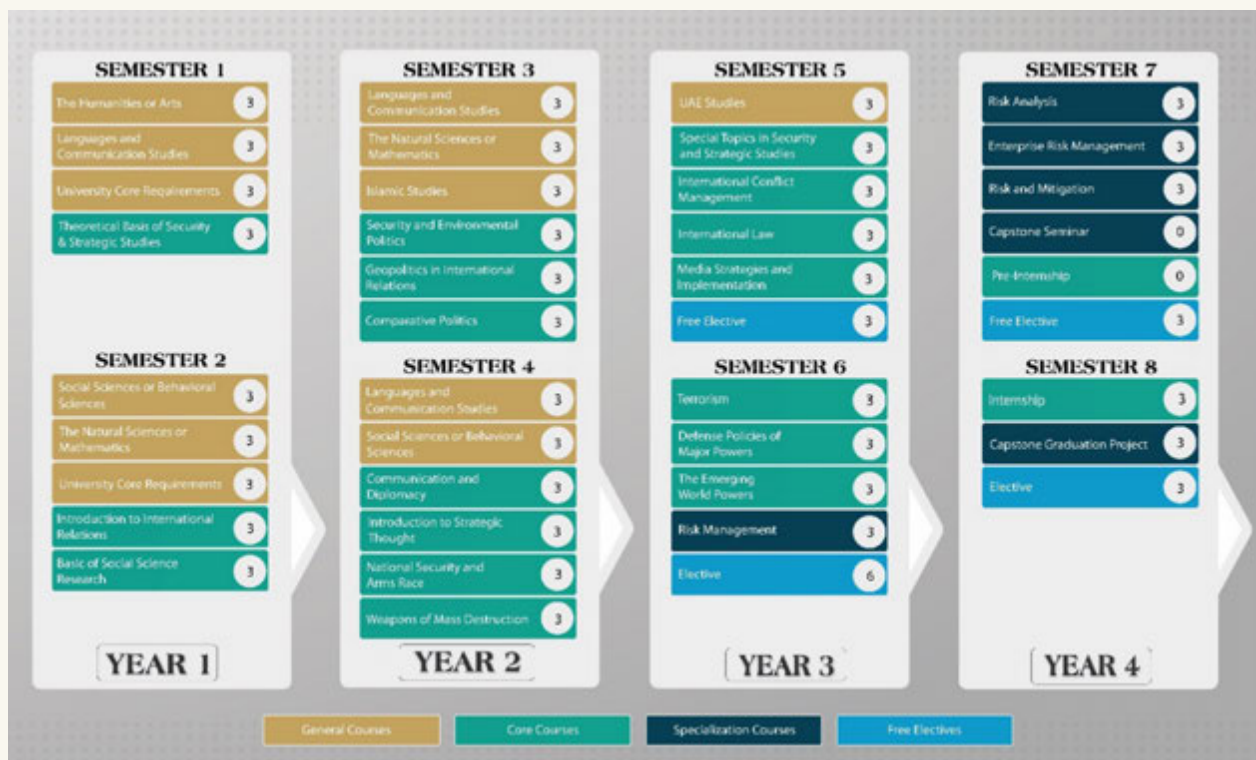 SEMESTER 1
The Humanities or Arts
3
Languages and
Communication Studies
3
University Core Requirements
3
Theoretical Basis of Security
& Strategic Studies
3
SEMESTER 2
Social Sciences or Behavioral
Sciences
3
The Natural Sciences or
Mathematics
3
University Core Requirements
3
Introduction to International
Relations
3
Basic of Social Science
Research
3
YEAR 1
SEMESTER 3
Languages and
Communication Studies
3
The Natural Sciences or
Mathematics
3
Islamic Studies
3
Security and Environmental
Politics
3
Geopolitics in International
Relations
3
Comparative Politics
3
SEMESTER 4
Languages and
Communication Studies
3
Social Sciences or Behavioral
Sciences
3
Communication and
Diplomacy
3
Introduction to Strategic
Thought
3
National Security and
Arms Race
3
Weapons of Mass Destruction
3
YEAR 2
SEMESTER 5
UAE Studies
3
Special Topics in Security
and Strategic Studies
3
International Conflict
Management
3
International Law
3
Media Strategies and
Implementation
3
Free Elective
3
SEMESTER 6
Terrorism
3
Defense Policies of
Major Powers
3
The Emerging
World Powers
3
Risk Management
3
Elective
6
YEAR 3
SEMESTER 7
Risk Analysis
3
Enterprise Risk Management
3
Risk and Mitigation
3
Capstone Seminar
0
Pre-Internship
0
Free Elective
3
SEMESTER 8
Internship
3
Capstone Graduation Project
3
Elective
3
YEAR 4
General Courses
Core Courses
Specialization Courses
Free Electives